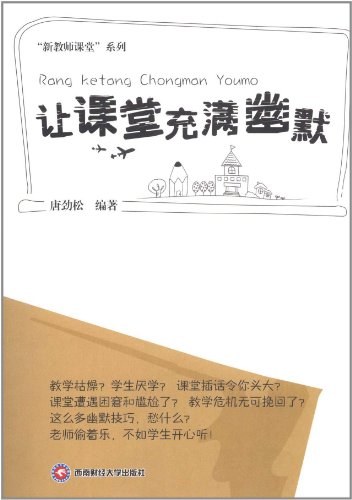 “新教师课堂”系列
Rang Ketang Chongman Youmo
让课堂充满幽默
唐劲松 编著
教学枯燥？学生厌学？ 课堂插话令你头大？
课堂遭遇困窘和尴尬了？ 教学危机无可挽回了？
这么多幽默技巧，愁什么？
老师偷着乐，不如学生开心听！
西南财经大学出版社